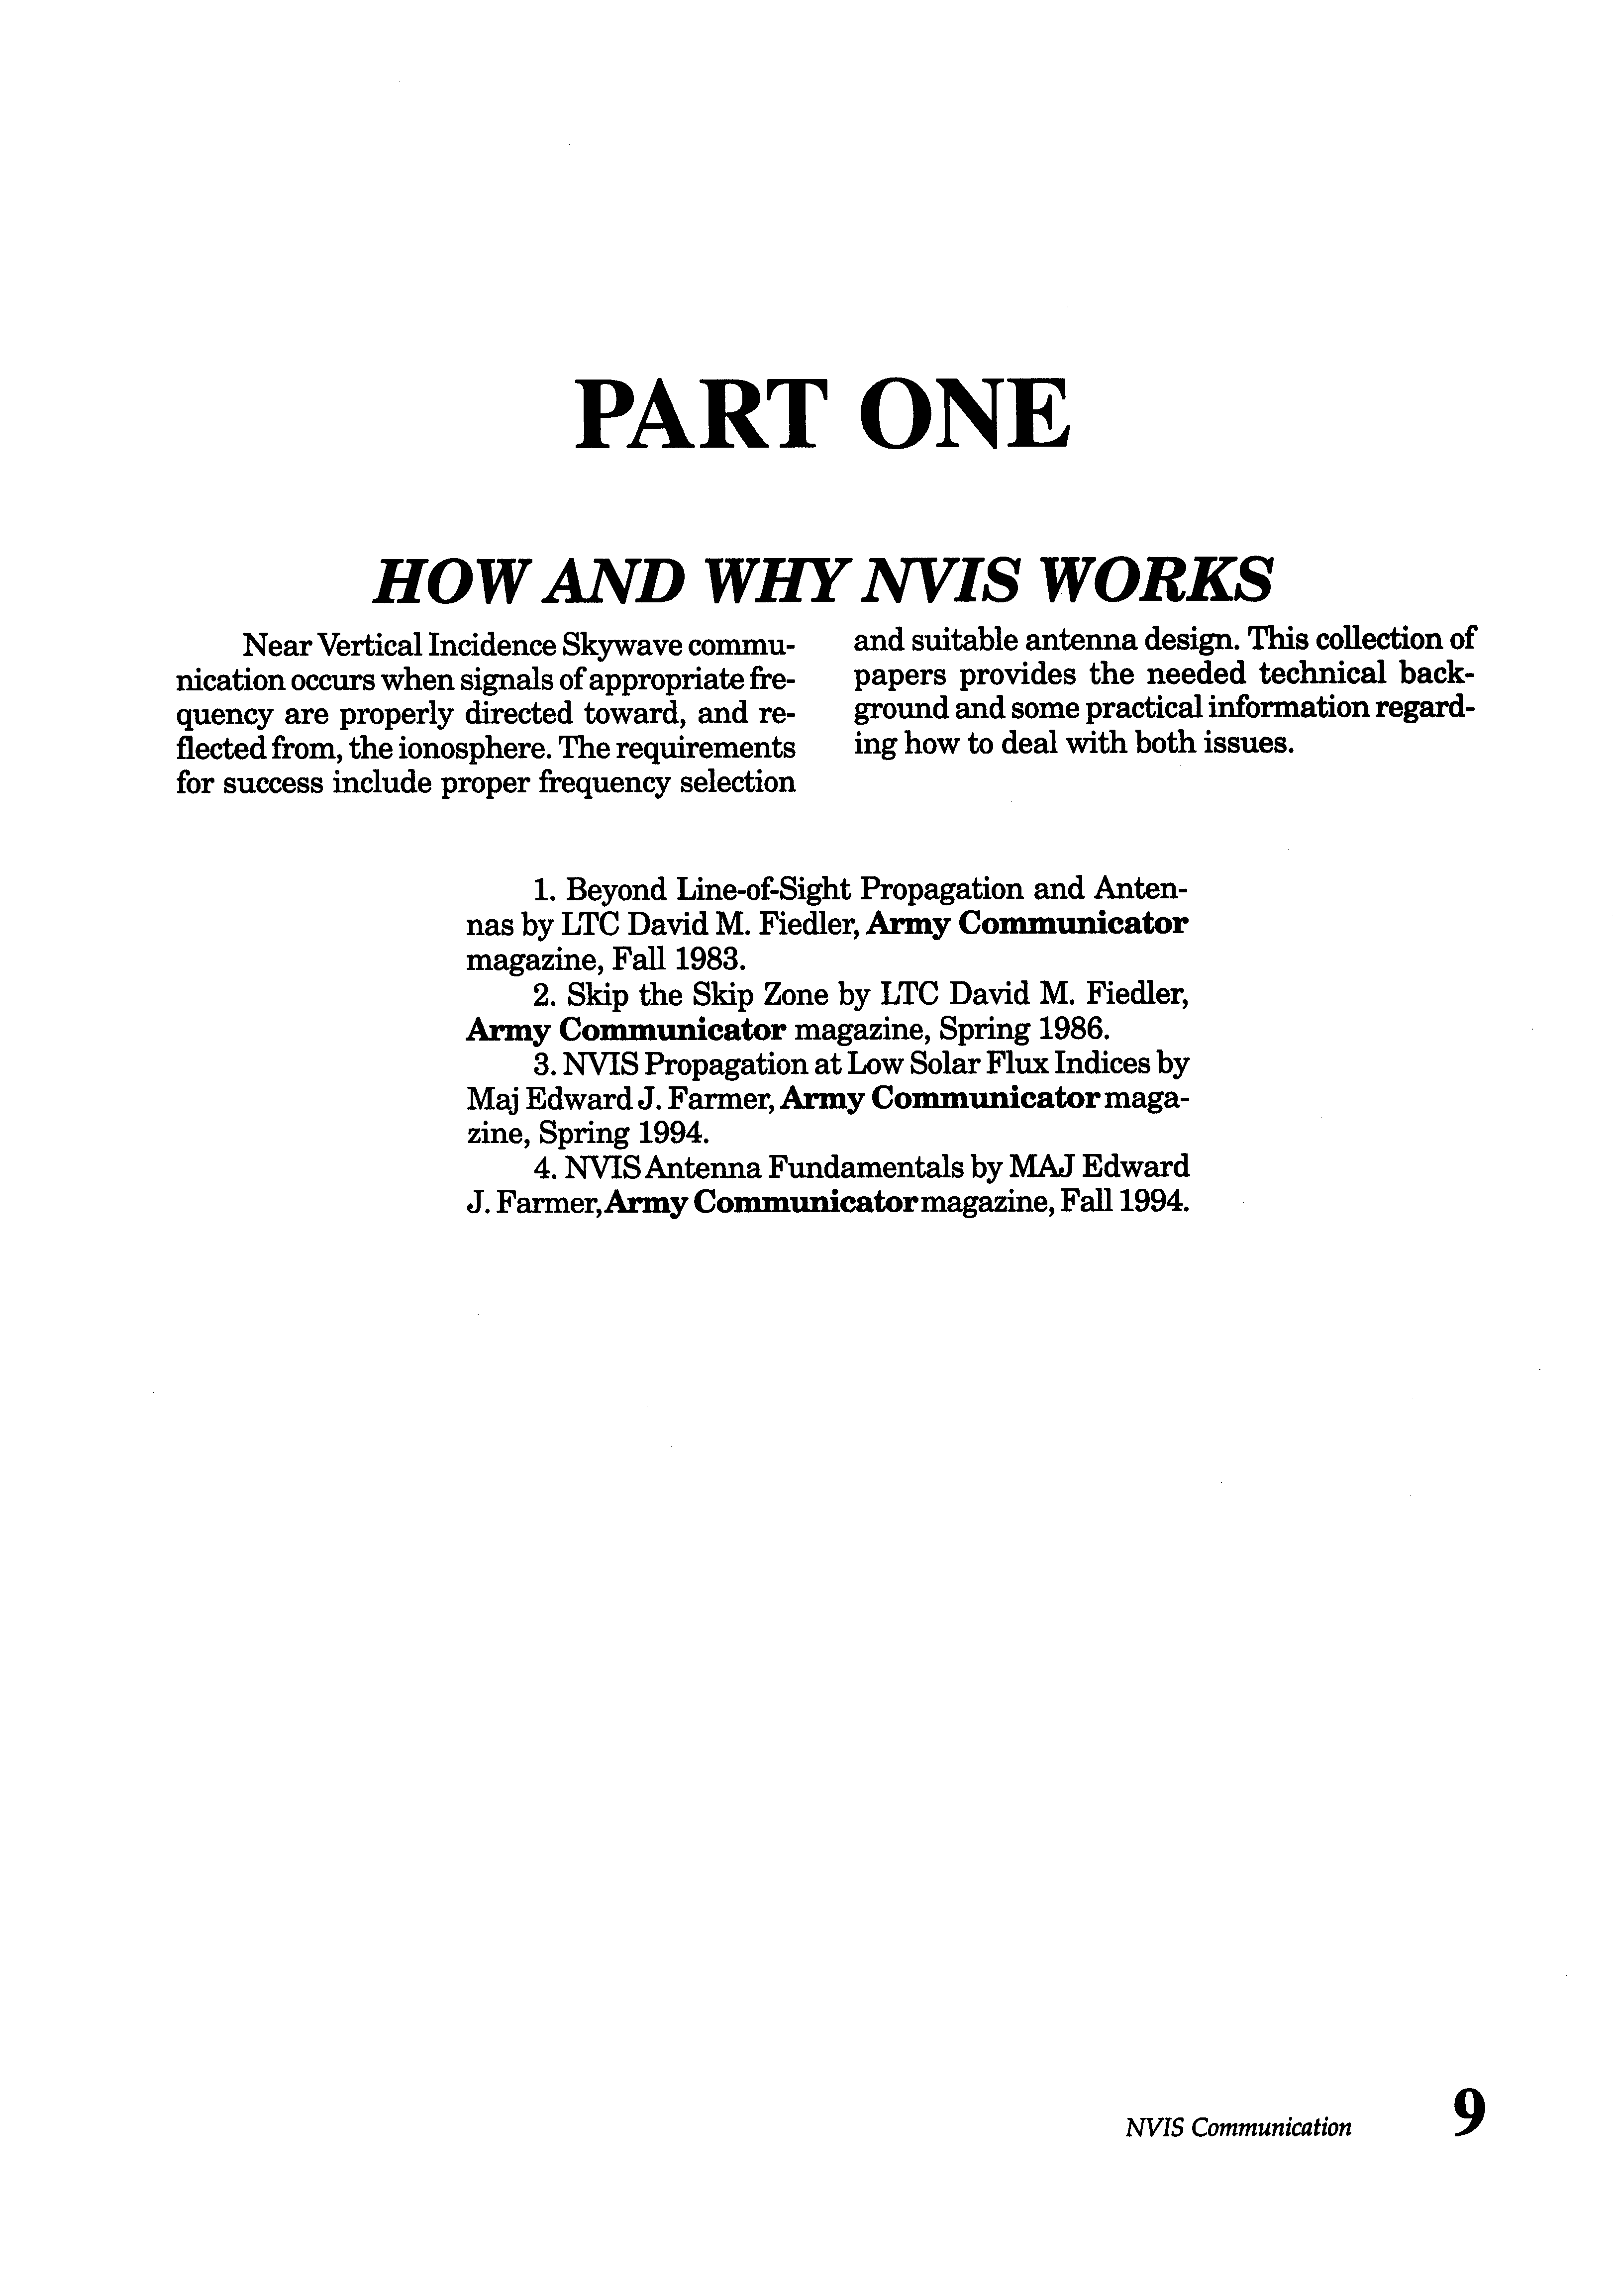 PART ONE
HOW AND WHY NVIS WORKS
Near Vertical Incidence Skywave commu-
nication occurs when signals of appropriate fre-
quency are properly directed toward, and re-
flected from, the ionosphere. The requirements
for success include proper frequency selection
and suitable antenna design. This collection of
papers provides the needed technical back-
ground and some practical information regard-
ing how to deal with both issues.
1. Beyond Line-of-Sight Propagation and Anten-
nas by LTC David M. Fiedler, Army Communicator
magazine, Fall 1983.
2. Skip the Skip Zone by LTC David M. Fiedler,
Army Communicator magazine, Spring 1986.
3. NVIS Propagation at Low Solar Flux Indices by
Maj Edward J. Farmer, Army Communicator maga-
zine, Spring 1994.
4. NVIS Antenna Fundamentals by MAJ Edward
J. Farmer, Army Communicator magazine, Fall 1994.
NVIS Communication 9